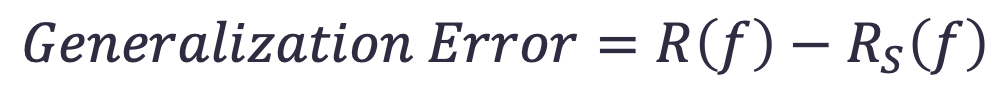 Generalization Error = R(f) − R_S(f)